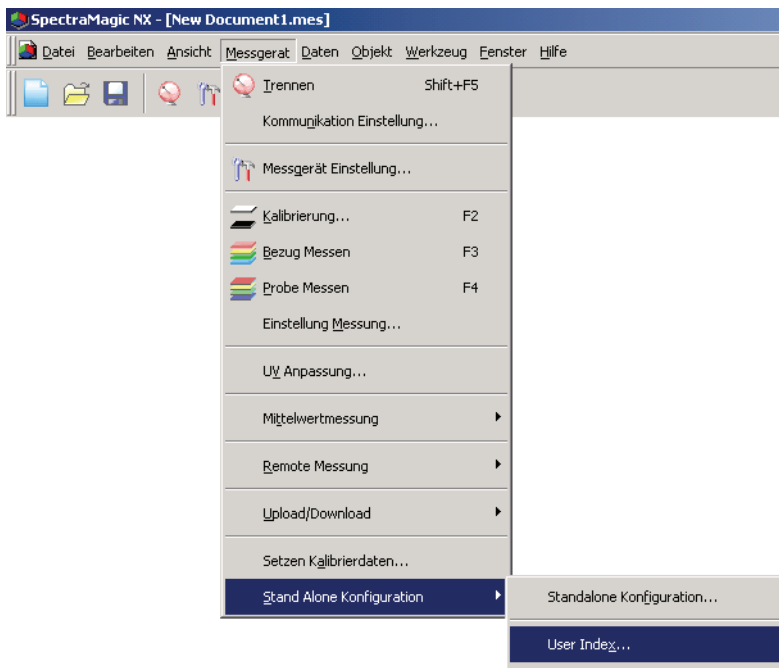 SpectraMagic NX - [New Document1.mes]
Datei Bearbeiten Ansicht Messgerat Daten Objekt Werkzeug Fenster Hilfe
Trennen Shift+F5
Kommunikation Einstellung...
Messgerät Einstellung...
Kalibrierung... F2
Bezug Messen F3
Probe Messen F4
Einstellung Messung...
UV Anpassung...
Mittelwertmessung
Remote Messung
Upload/Download
Setzen Kalibrierdaten...
Stand Alone Konfiguration
Standalone Konfiguration...
User Index...